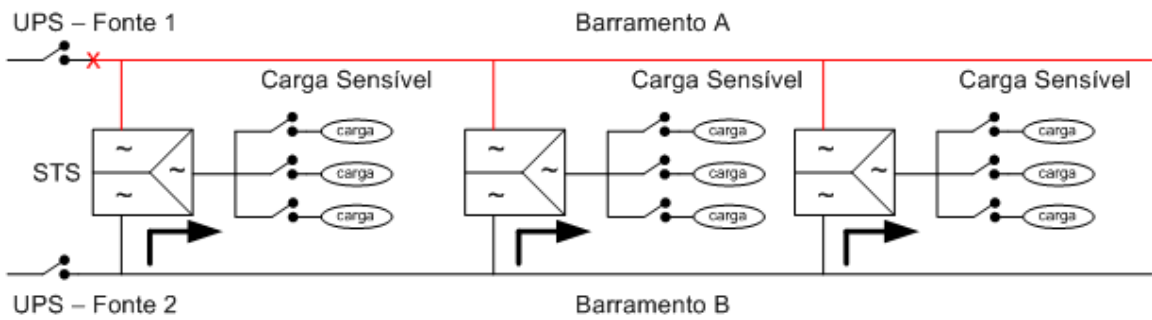 UPS – Fonte 1
Barramento A
Carga Sensível
Carga Sensível
Carga Sensível
STS
~
~
~
carga
carga
carga
~
~
~
carga
carga
carga
~
~
~
carga
carga
carga
UPS – Fonte 2
Barramento B